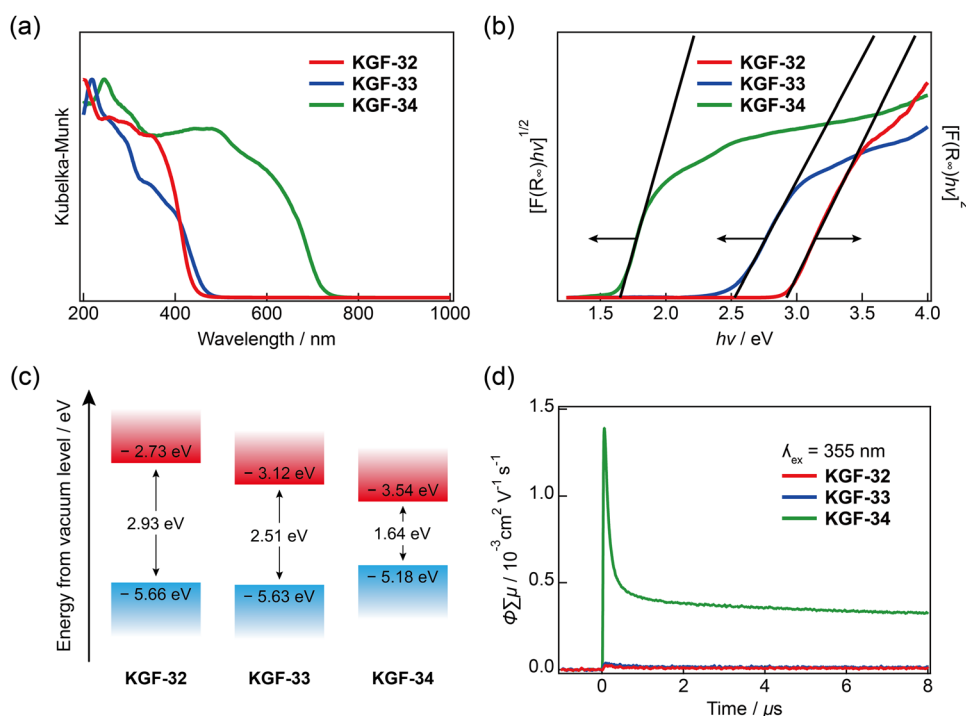 (a)
KGF-32
KGF-33
KGF-34
Kubelka-Munk
200
400
600
800
1000
Wavelength / nm
(b)
KGF-32
KGF-33
KGF-34
[F(R∞)hν]1/2
[F(R∞)hν]2
1.5
2.0
2.5
3.0
3.5
4.0
hν / eV
(c)
Energy from vacuum level / eV
− 2.73 eV
2.93 eV
− 5.66 eV
KGF-32
− 3.12 eV
2.51 eV
− 5.63 eV
KGF-33
− 3.54 eV
1.64 eV
− 5.18 eV
KGF-34
(d)
1.5
1.0
0.5
0.0
Φ∑μ / 10-3cm2 V-1 s-1
λex = 355 nm
KGF-32
KGF-33
KGF-34
0
2
4
6
8
Time / μs